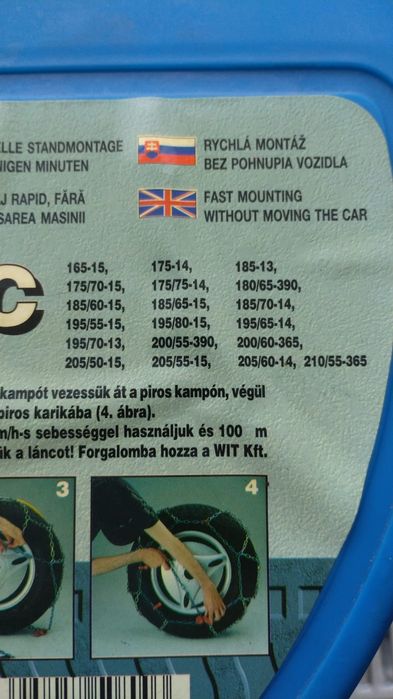 ELLE STANDMONTAGE
NIGEN MINUTEN
RYCHLÁ MONTÁŽ
BEZ POHNUPIA VOZIDLA
J RAPID, FĂRĂ
SAREA MASINII
FAST MOUNTING
WITHOUT MOVING THE CAR
C
165-15, 175-14, 185-13,
175/70-15, 175/75-14, 180/65-390,
185/60-15, 185/65-15, 185/70-14,
195/55-15, 195/80-15, 195/65-14,
195/70-13, 200/55-390, 200/60-365,
205/50-15, 205/55-15, 205/60-14, 210/55-365
kampót vezessük át a piros kampón, végül
piros karikába (4. ábra).
m/h-s sebességgel használjuk és 100 m
ük a láncot! Forgalomba hozza a WIT Kft.
3
4